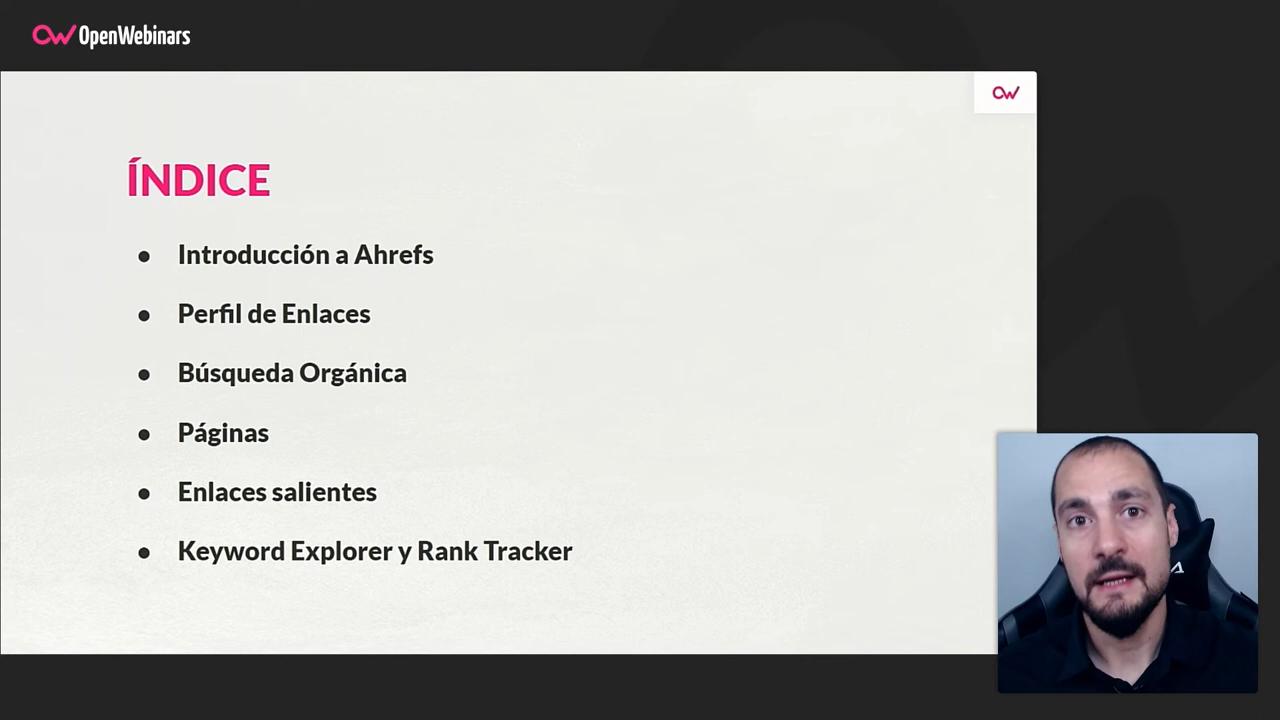 OpenWebinars
ÍNDICE
● Introducción a Ahrefs
● Perfil de Enlaces
● Búsqueda Orgánica
● Páginas
● Enlaces salientes
● Keyword Explorer y Rank Tracker